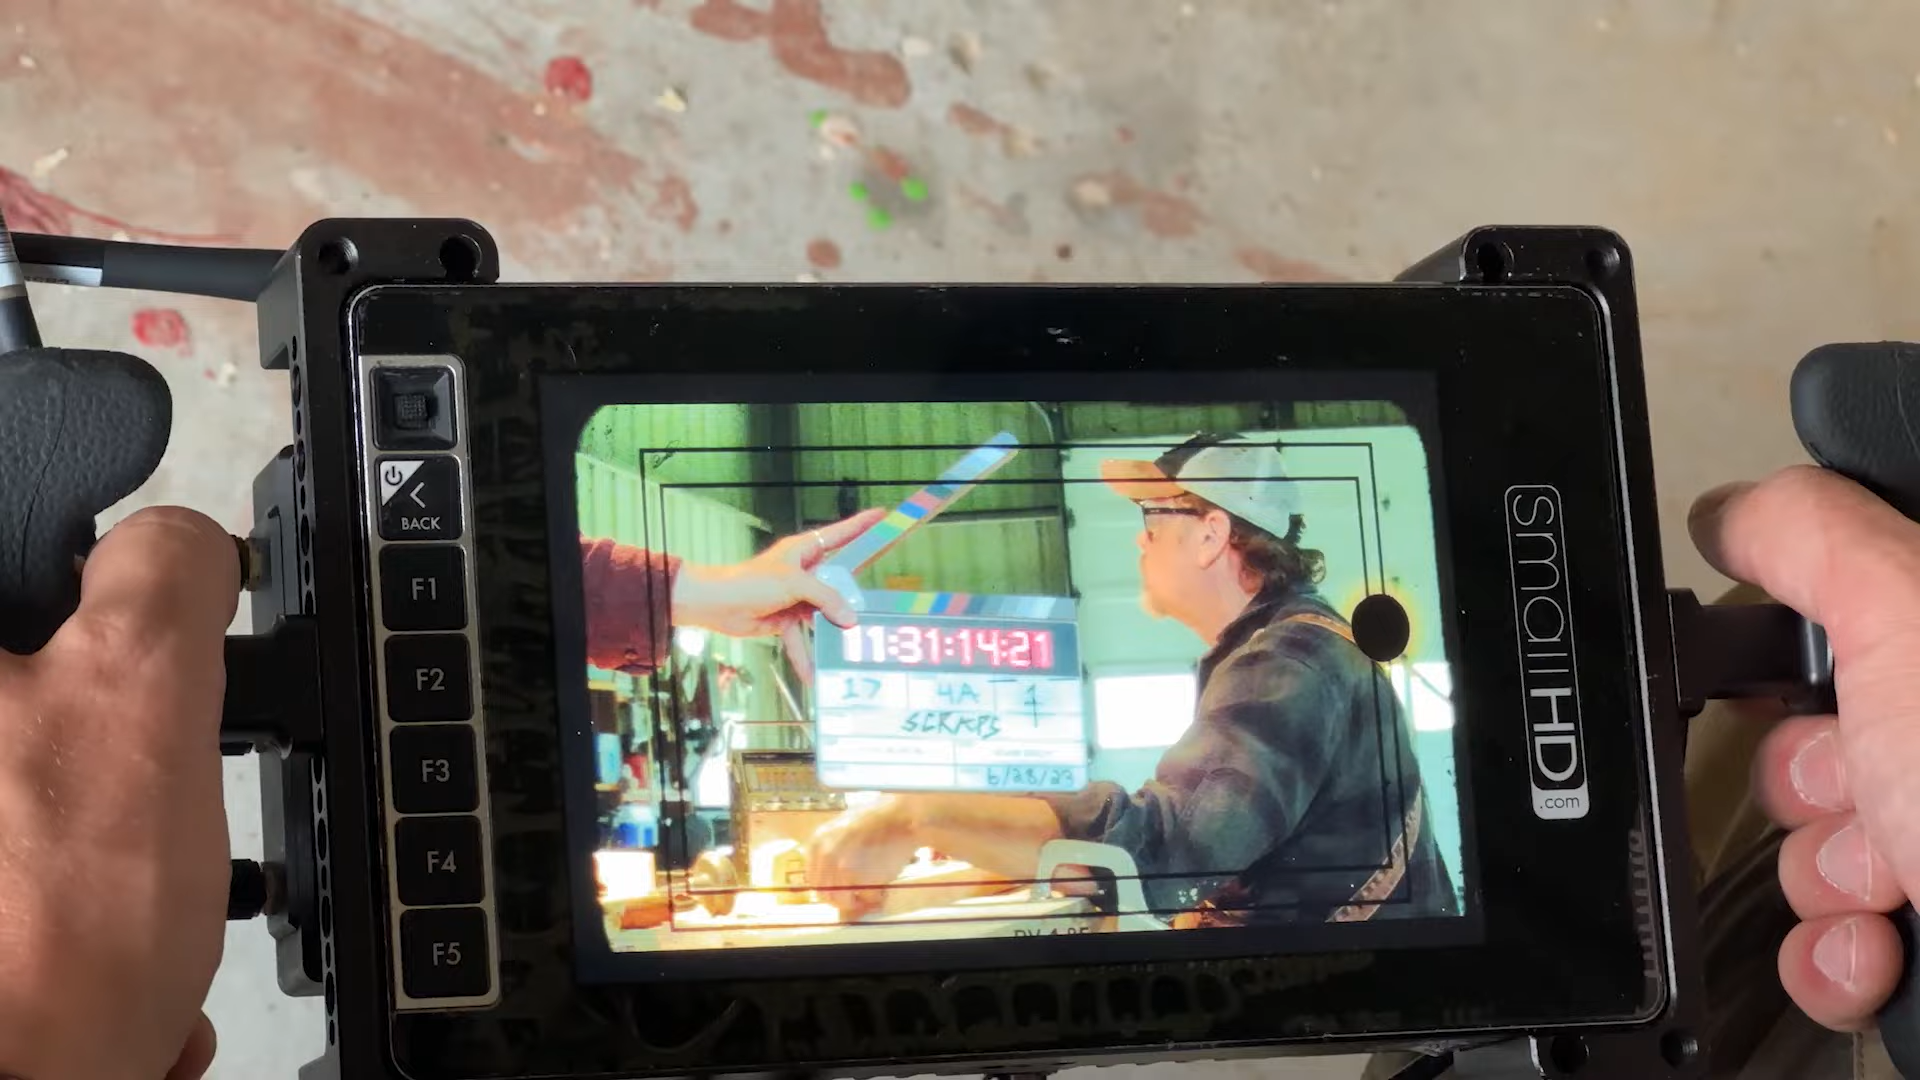 BACK
F1
F2
F3
F4
F5
11:31:14:21
17 4A 1
SCRAPS
6/28/23
smallHD
.com